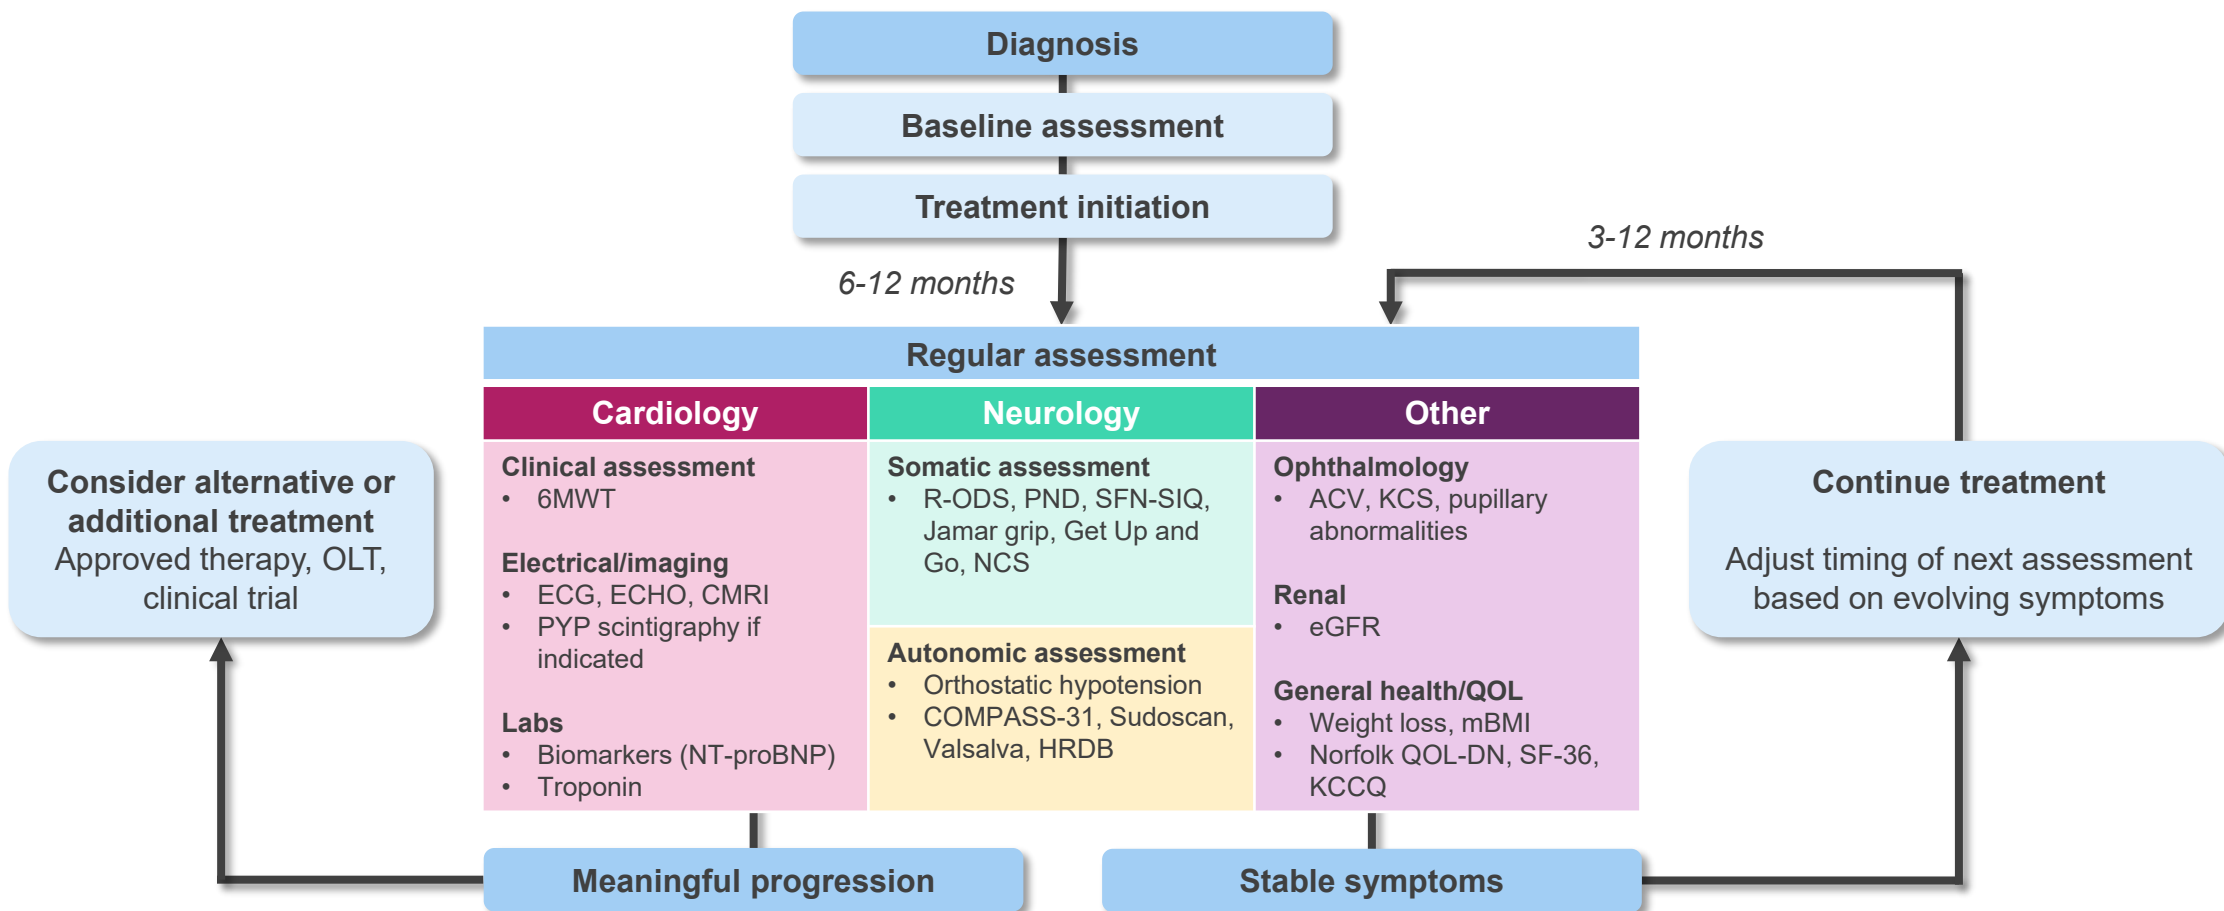 Diagnosis
Baseline assessment
Treatment initiation
6-12 months
3-12 months
Regular assessment
Cardiology
Clinical assessment
• 6MWT
Electrical/imaging
• ECG, ECHO, CMRI
• PYP scintigraphy if
indicated
Labs
• Biomarkers (NT-proBNP)
• Troponin
Neurology
Somatic assessment
• R-ODS, PND, SFN-SIQ,
Jamar grip, Get Up and
Go, NCS
Autonomic assessment
• Orthostatic hypotension
• COMPASS-31, Sudoscan,
Valsalva, HRDB
Other
Ophthalmology
• ACV, KCS, pupillary
abnormalities
Renal
• eGFR
General health/QOL
• Weight loss, mBMI
• Norfolk QOL-DN, SF-36,
KCCQ
Meaningful progression
Stable symptoms
Consider alternative or
additional treatment
Approved therapy, OLT,
clinical trial
Continue treatment
Adjust timing of next assessment
based on evolving symptoms